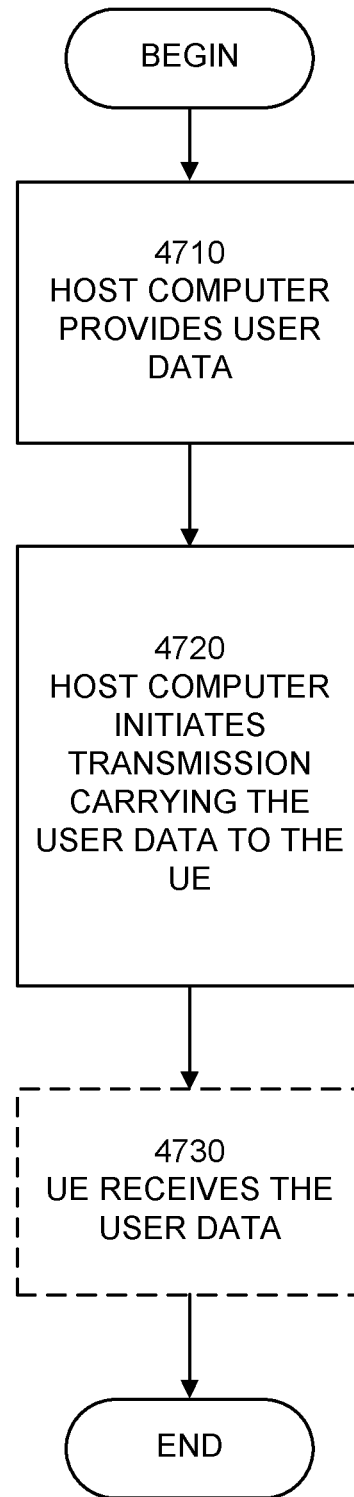 BEGIN
4710
HOST COMPUTER
PROVIDES USER
DATA
4720
HOST COMPUTER
INITIATES
TRANSMISSION
CARRYING THE
USER DATA TO THE
UE
4730
UE RECEIVES THE
USER DATA
END